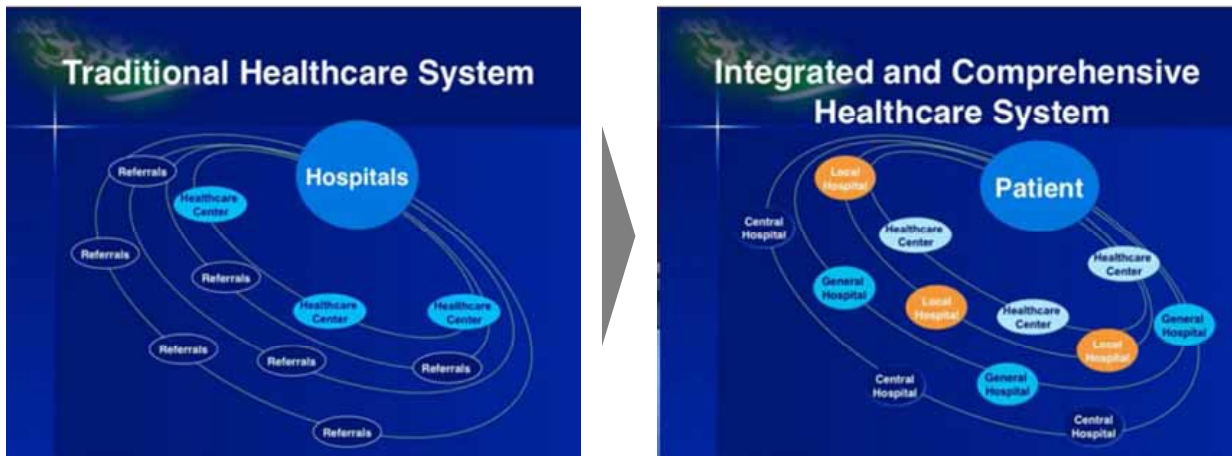 Traditional Healthcare System
Hospitals
Referrals
Healthcare
Center
Referrals
Referrals
Healthcare
Center
Healthcare
Center
Referrals
Referrals
Referrals
Referrals
Integrated and Comprehensive
Healthcare System
Patient
Local
Hospital
Central
Hospital
Healthcare
Center
Healthcare
Center
General
Hospital
Local
Hospital
Healthcare
Center
General
Hospital
Local
Hospital
Central
Hospital
General
Hospital
Central
Hospital